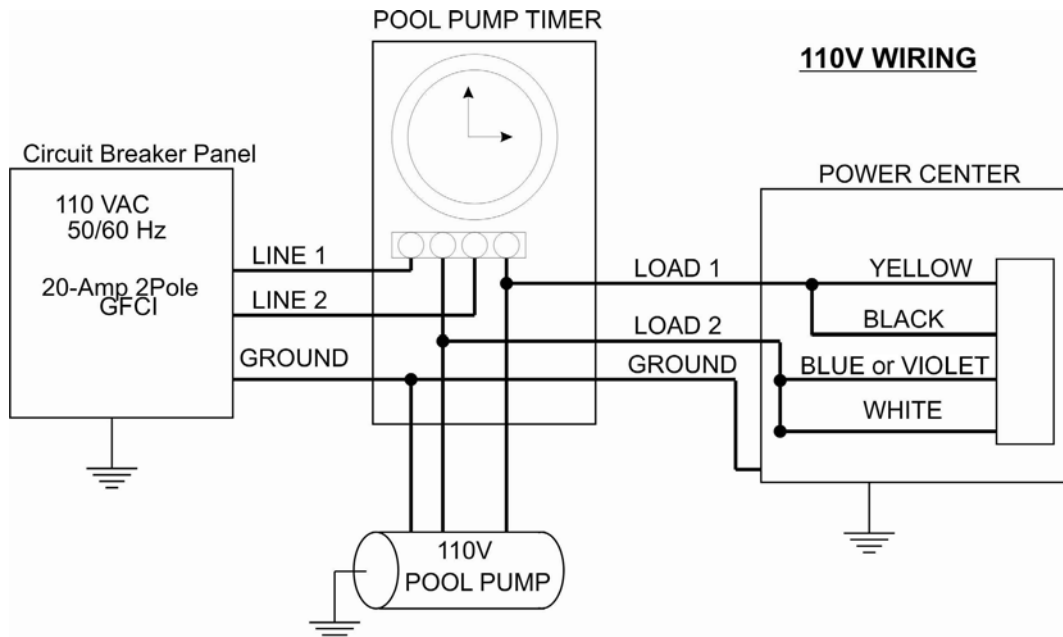 POOL PUMP TIMER
110V WIRING
Circuit Breaker Panel
110 VAC
50/60 Hz
20-Amp 2Pole
GFCI
LINE 1
LINE 2
GROUND
POWER CENTER
LOAD 1
LOAD 2
GROUND
YELLOW
BLACK
BLUE or VIOLET
WHITE
110V
POOL PUMP